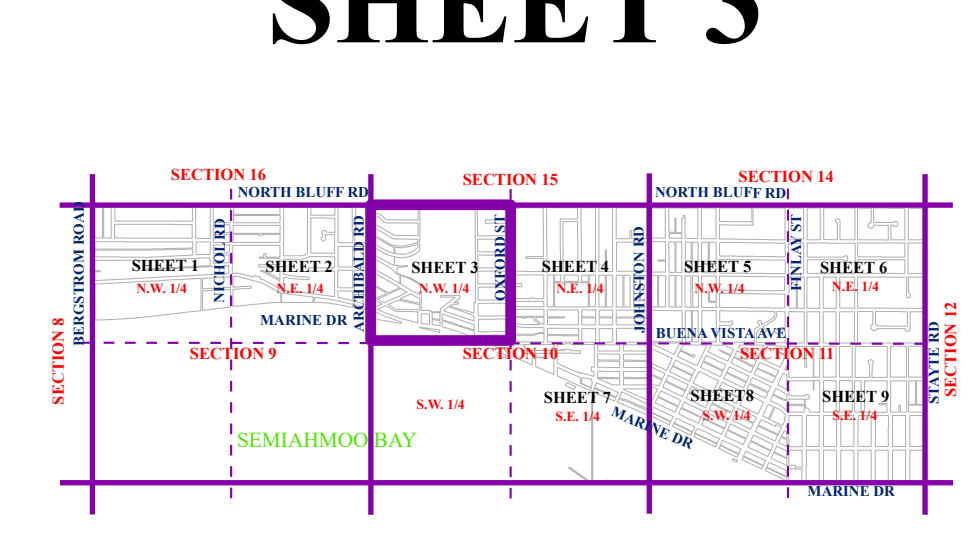 SHEET 3
SECTION 16
SECTION 15
SECTION 14
NORTH BLUFF RD
NORTH BLUFF RD
BERGSTROM ROAD
NICHOL RD
ARCHIBALD RD
OXFORD ST
JOHNSTON RD
FINLAY ST
SHEET 1
N.W. 1/4
SHEET 2
N.E. 1/4
SHEET 3
N.W. 1/4
SHEET 4
N.E. 1/4
SHEET 5
N.W. 1/4
SHEET 6
N.E. 1/4
MARINE DR
BUENA VISTA AVE
SECTION 8
SECTION 9
SECTION 10
SECTION 11
STAYTE RD
SECTION 12
S.W. 1/4
SHEET 7
S.E. 1/4
SHEET8
S.W. 1/4
SHEET 9
S.E. 1/4
MARINE DR
SEMIAHMOO BAY
MARINE DR